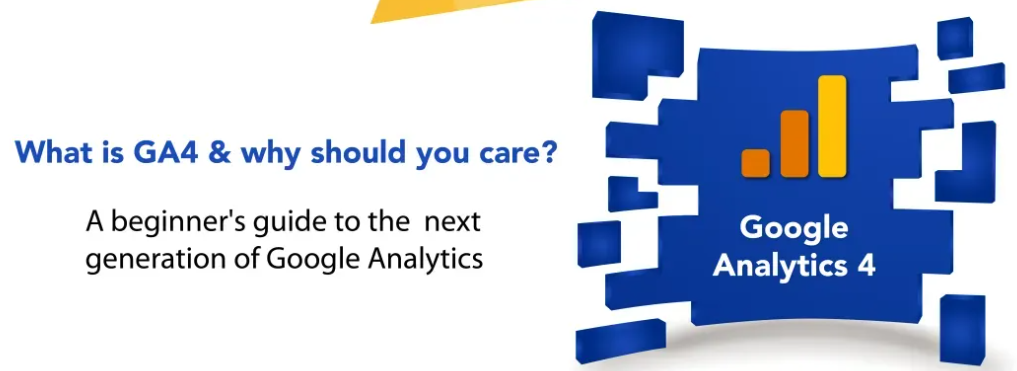 What is GA4 & why should you care?
A beginner's guide to the  next
generation of Google Analytics
Google
Analytics 4